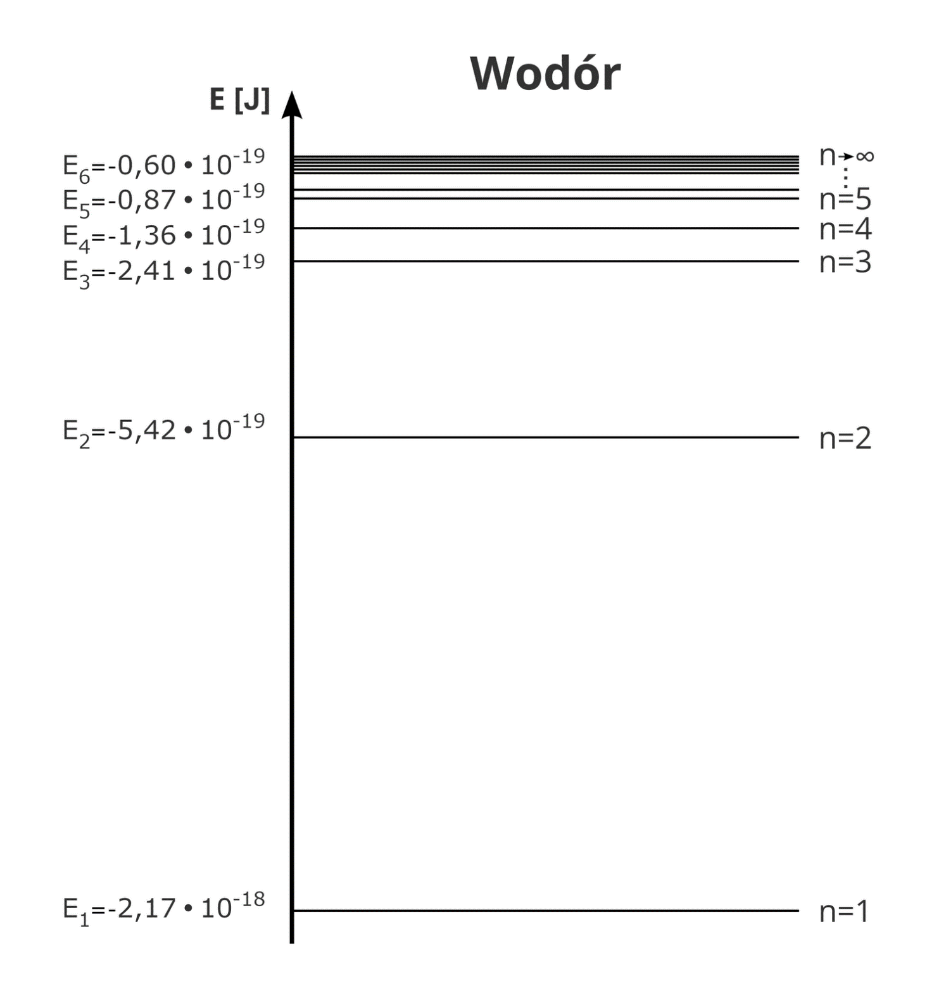 Wodór
E [J]
E₆=-0,60 • 10⁻¹⁹
n→∞
⋮
E₅=-0,87 • 10⁻¹⁹
n=5
E₄=-1,36 • 10⁻¹⁹
n=4
E₃=-2,41 • 10⁻¹⁹
n=3
E₂=-5,42 • 10⁻¹⁹
n=2
E₁=-2,17 • 10⁻¹⁸
n=1